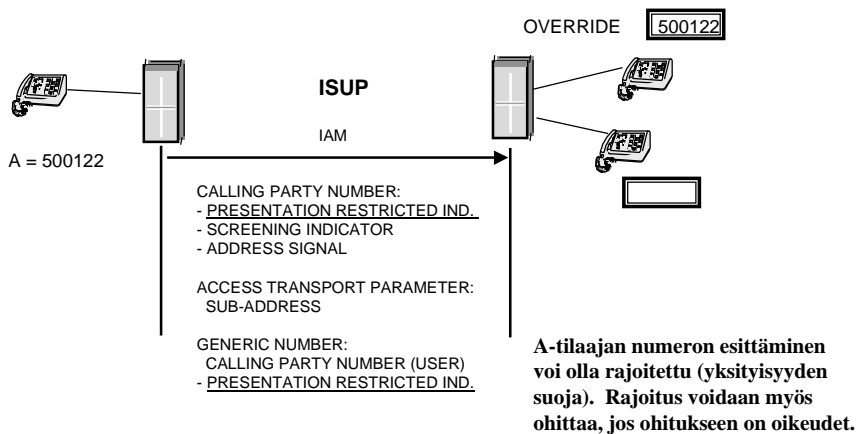 OVERRIDE 500122
ISUP
IAM
A = 500122
CALLING PARTY NUMBER:
- PRESENTATION RESTRICTED IND.
- SCREENING INDICATOR
- ADDRESS SIGNAL
ACCESS TRANSPORT PARAMETER:
SUB-ADDRESS
GENERIC NUMBER:
CALLING PARTY NUMBER (USER)
- PRESENTATION RESTRICTED IND.
A-tilaajan numeron esittäminen
voi olla rajoitettu (yksityisyyden
suoja). Rajoitus voidaan myös
ohittaa, jos ohitukseen on oikeudet.